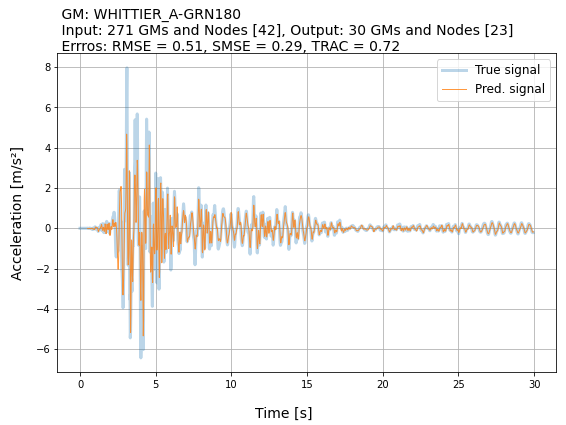 GM: WHITTIER_A-GRN180
Input: 271 GMs and Nodes [42], Output: 30 GMs and Nodes [23]
Errros: RMSE = 0.51, SMSE = 0.29, TRAC = 0.72
True signal
Pred. signal
Acceleration [m/s²]
8
6
4
2
0
−2
−4
−6
0 5 10 15 20 25 30
Time [s]